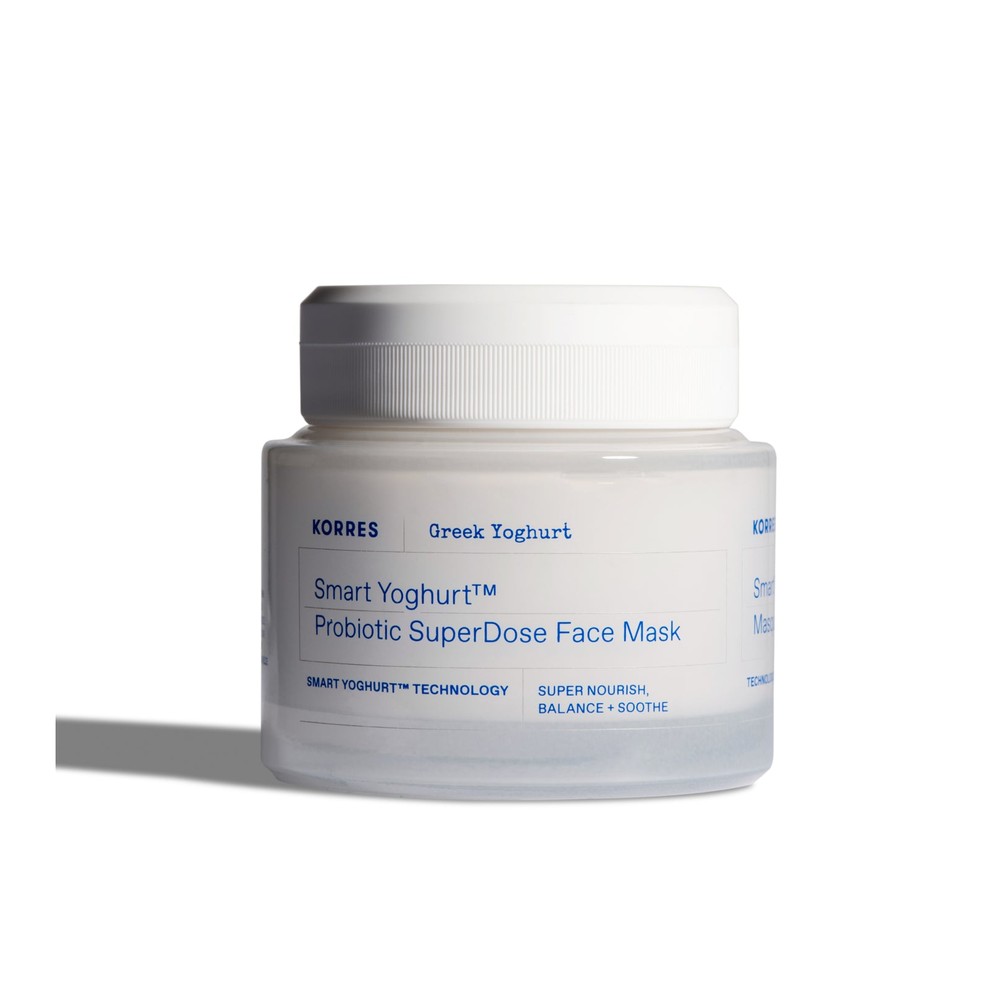 KORRES
Greek Yoghurt
Smart Yoghurt™
Probiotic SuperDose Face Mask
SMART YOGHURT™ TECHNOLOGY
SUPER NOURISH,
BALANCE + SOOTHE